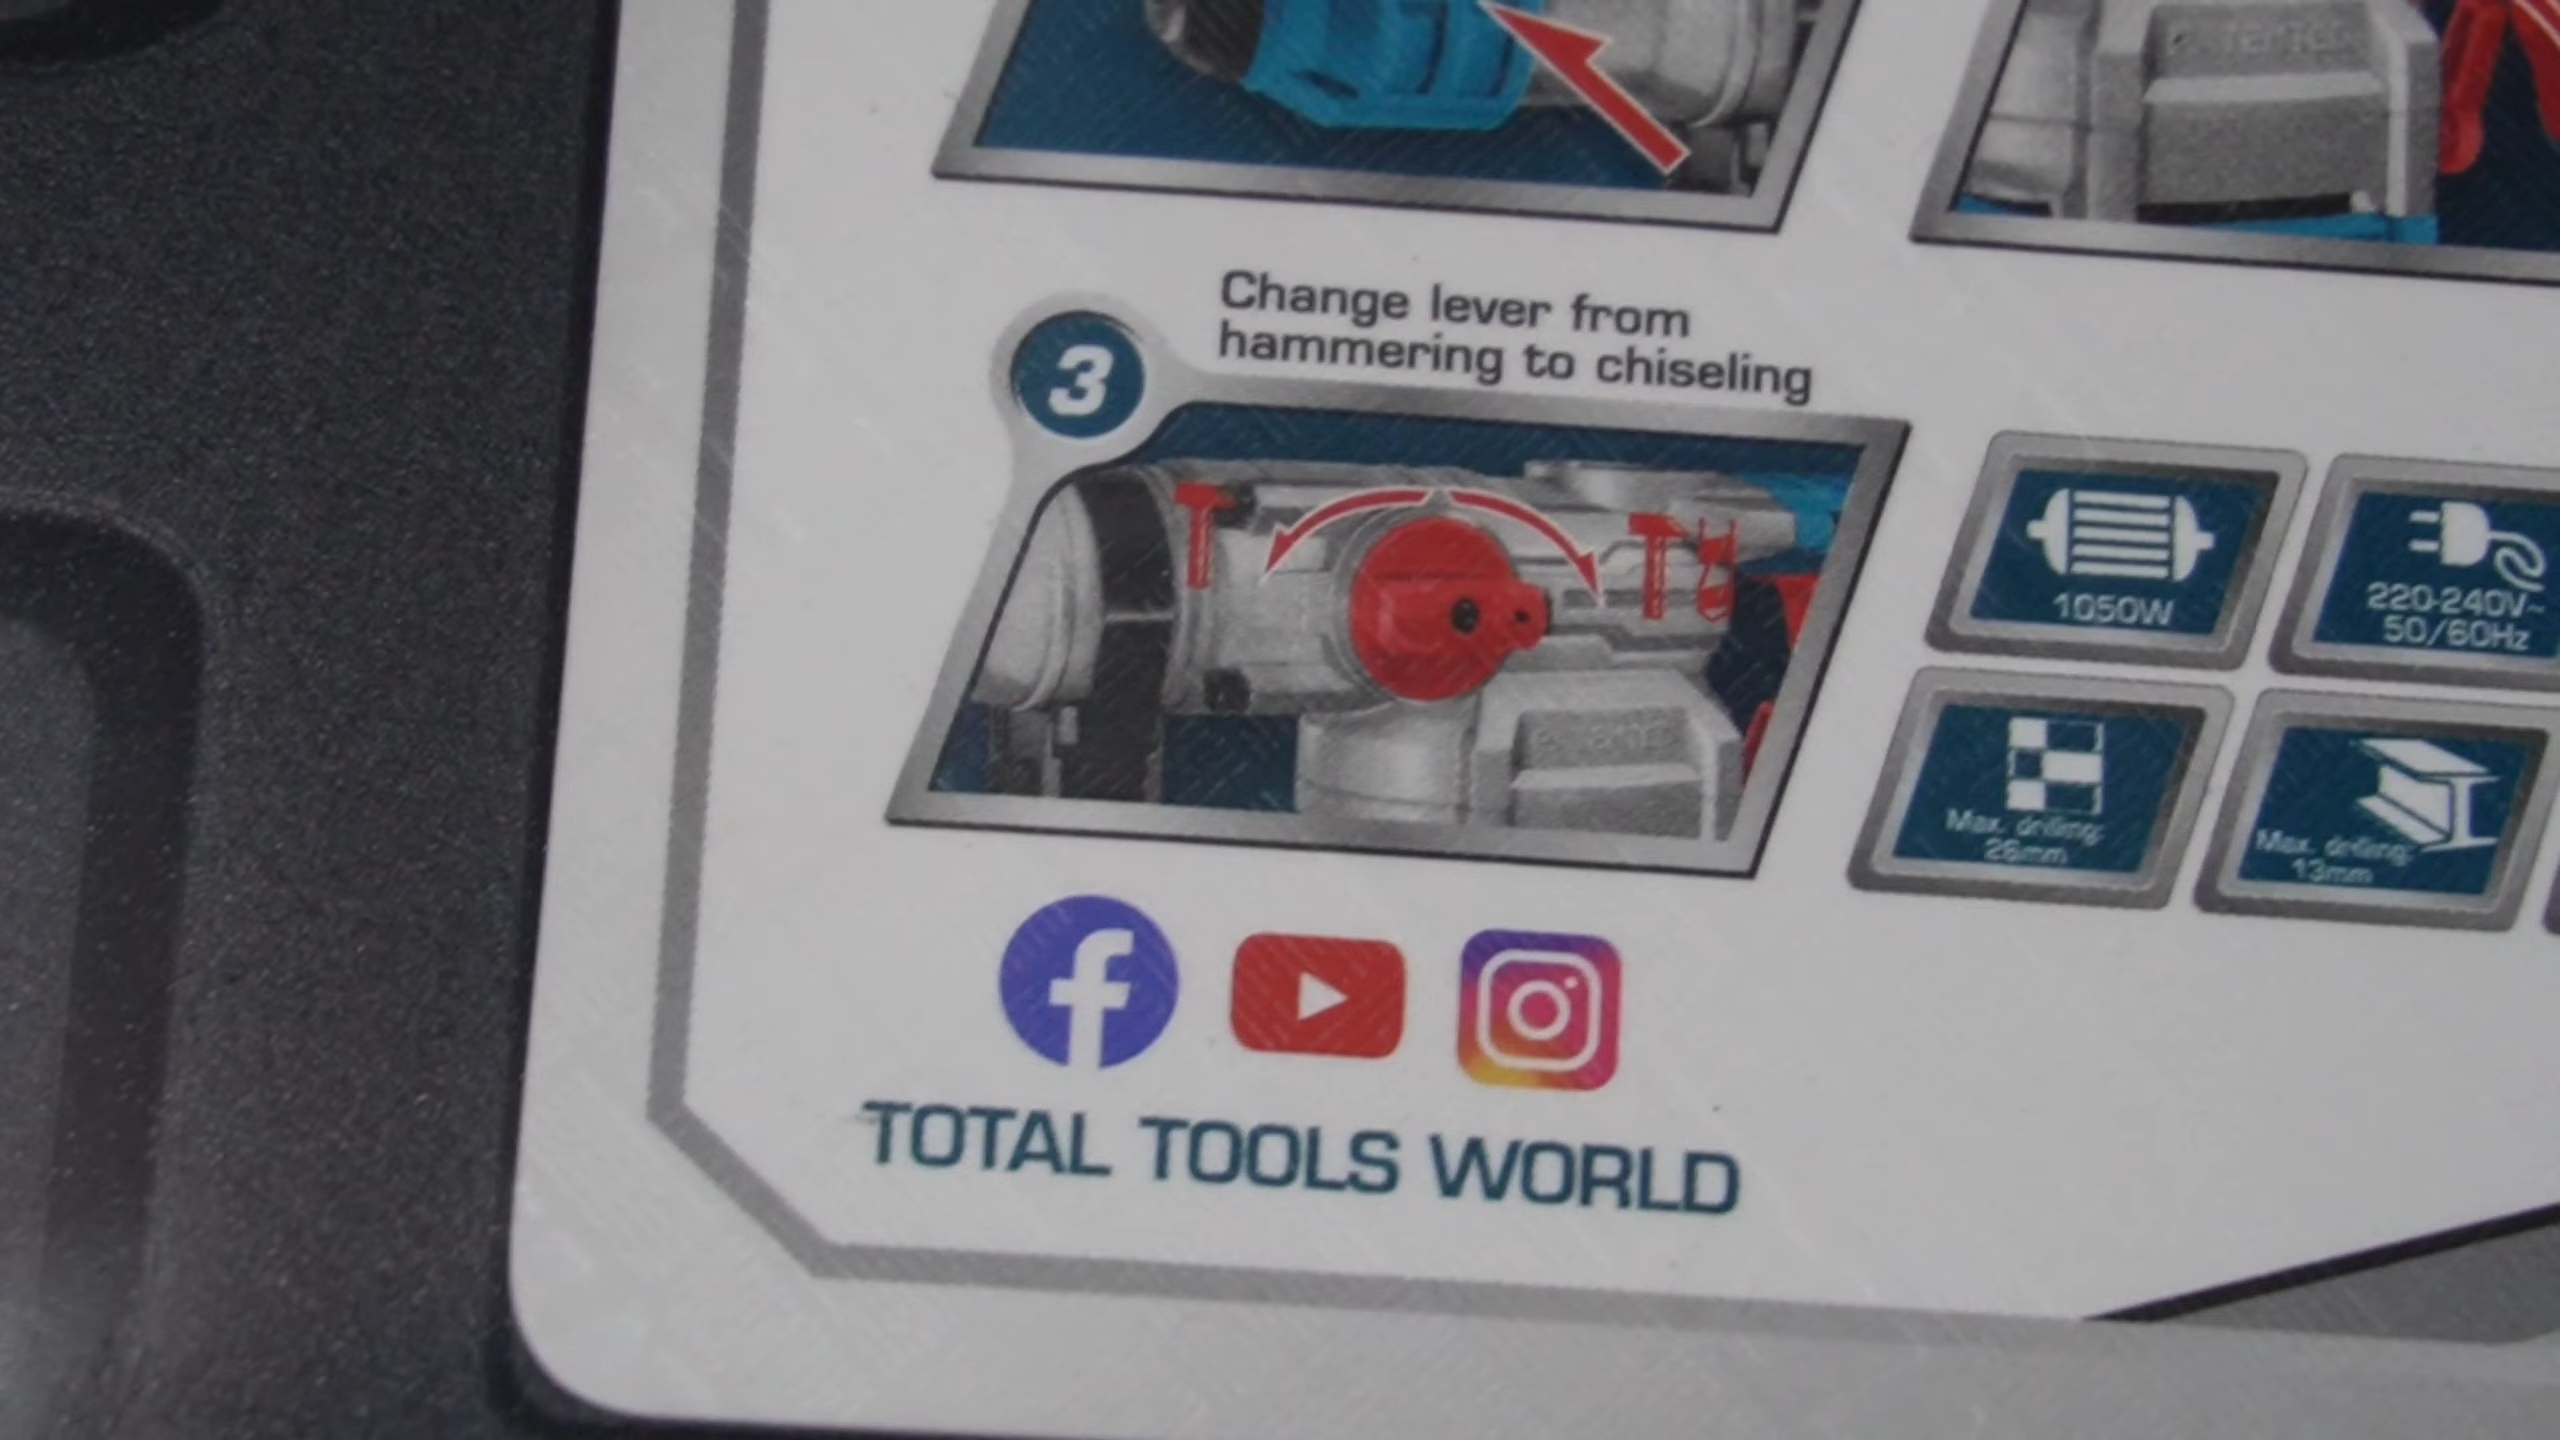 Change lever from
hammering to chiseling
3
1050W
220-240V~
50/60Hz
Max. drilling:
26mm
Max. drilling:
13mm
TOTAL TOOLS WORLD